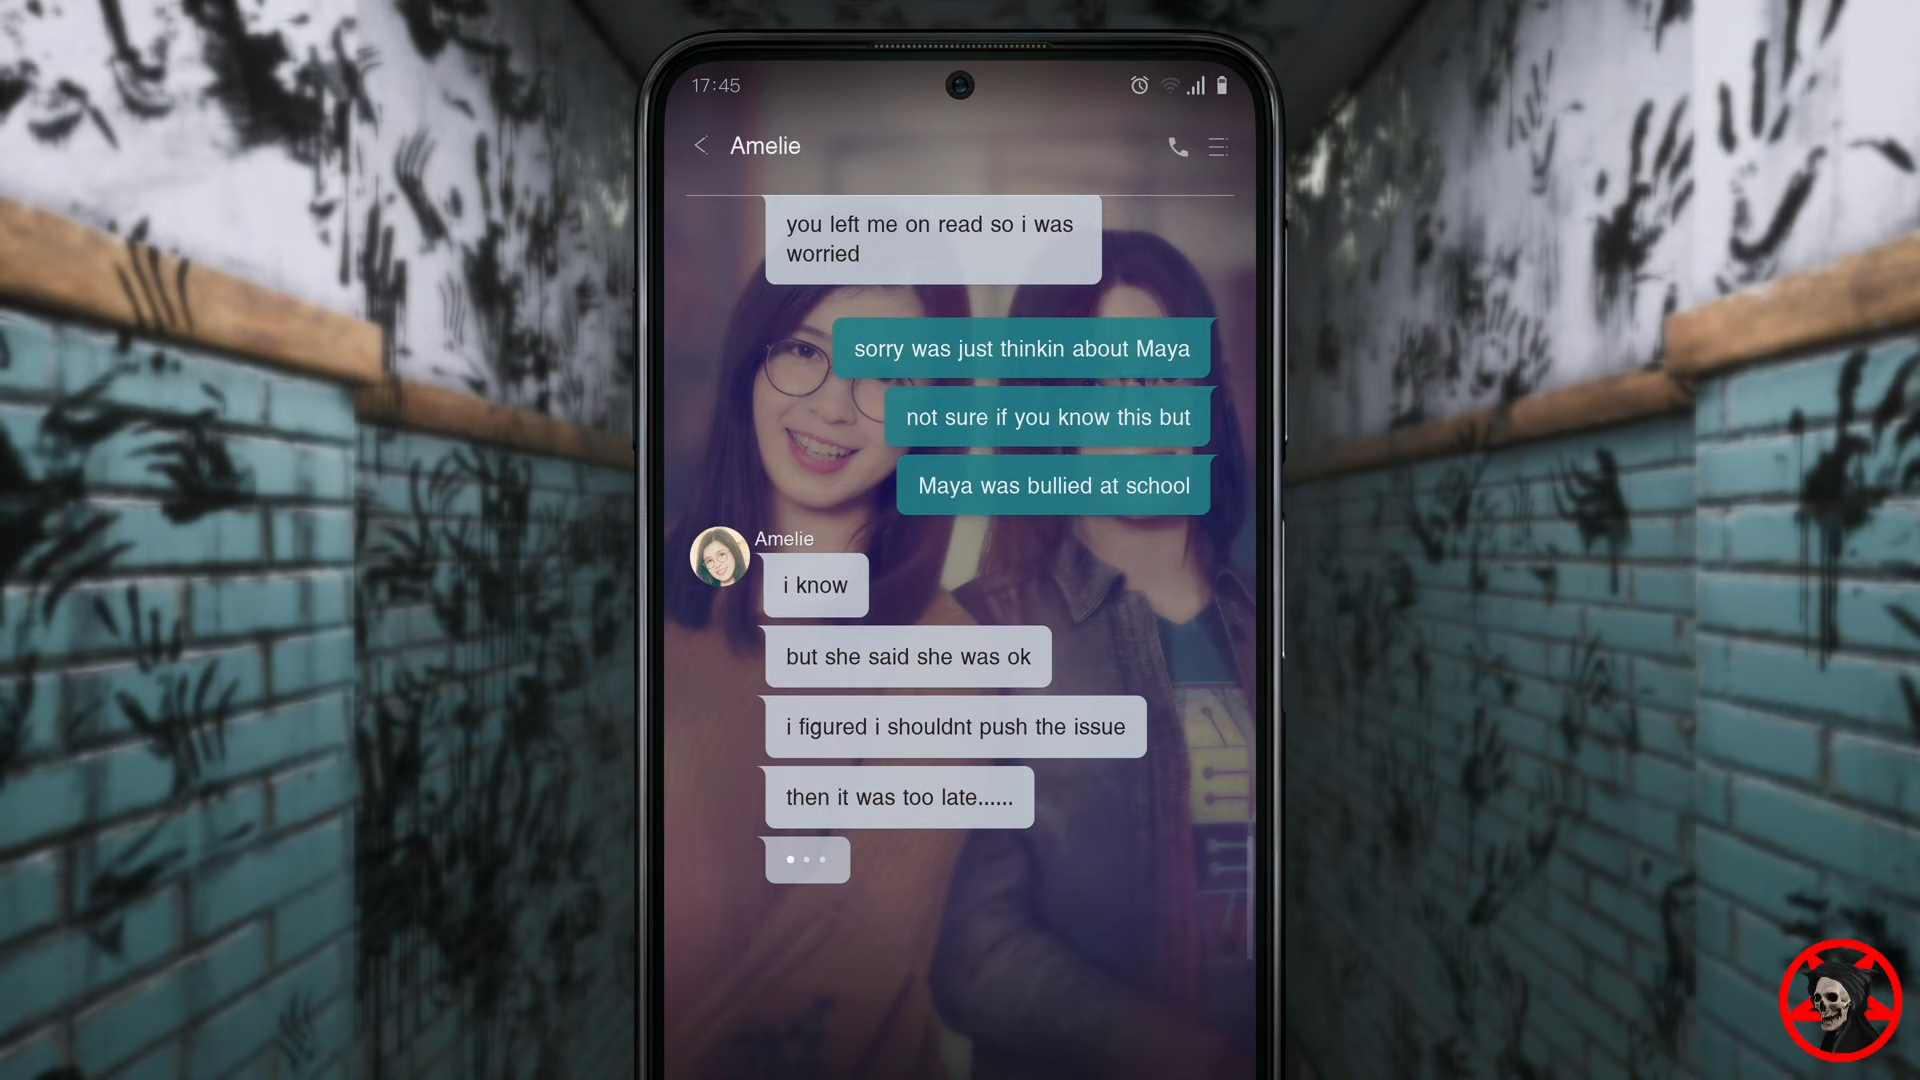 17:45
Amelie
you left me on read so i was
worried
sorry was just thinkin about Maya
not sure if you know this but
Maya was bullied at school
Amelie
i know
but she said she was ok
i figured i shouldnt push the issue
then it was too late......